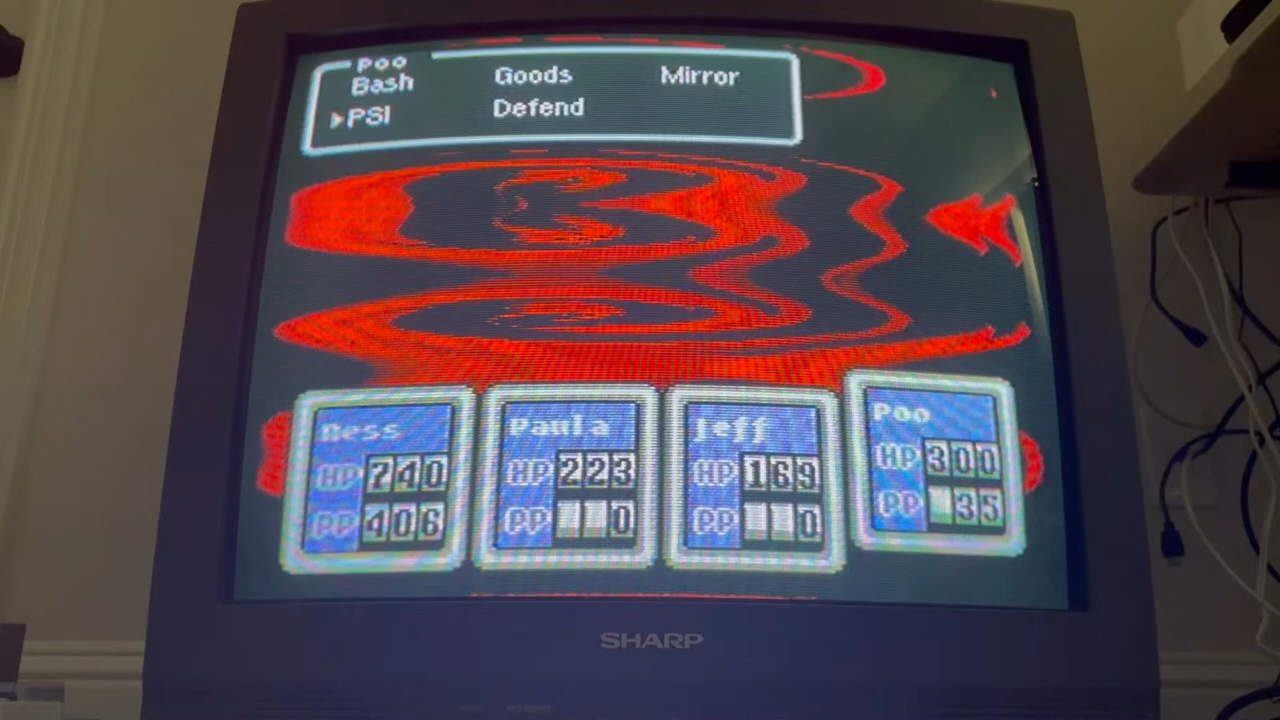 Poo
Bash Goods Mirror
PSI Defend
Ness Paula Jeff Poo
HP 740 HP 223 HP 169 HP 300
PP 406 PP 0 PP 0 PP 35
SHARP